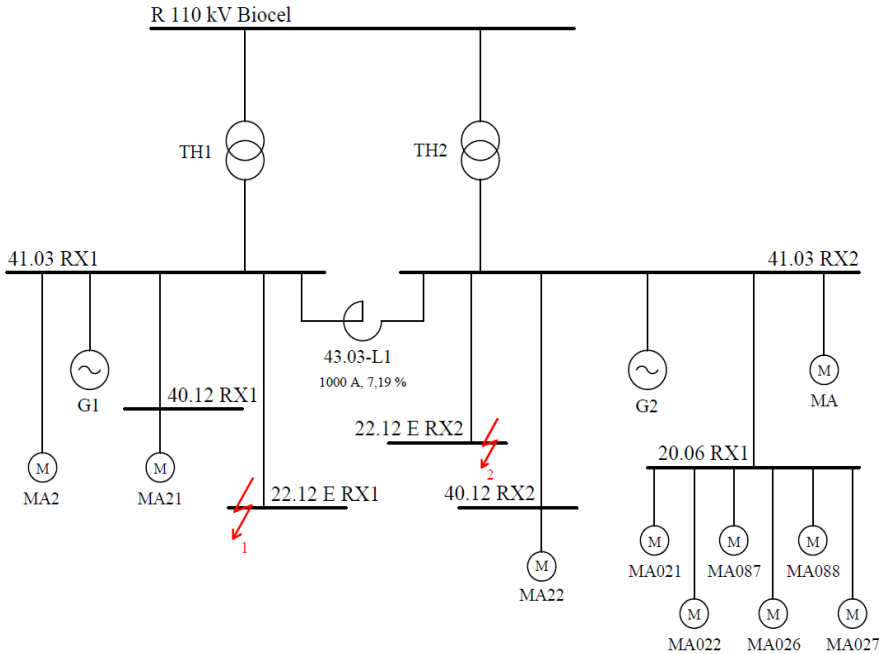 R 110 kV Biocel
TH1
TH2
41.03 RX1
41.03 RX2
43.03-L1
1000 A, 7,19 %
G1
G2
M
MA
40.12 RX1
22.12 E RX2
20.06 RX1
M
MA2
M
MA21
2
22.12 E RX1
40.12 RX2
1
M
MA021
M
MA087
M
MA088
M
MA22
M
MA022
M
MA026
M
MA027